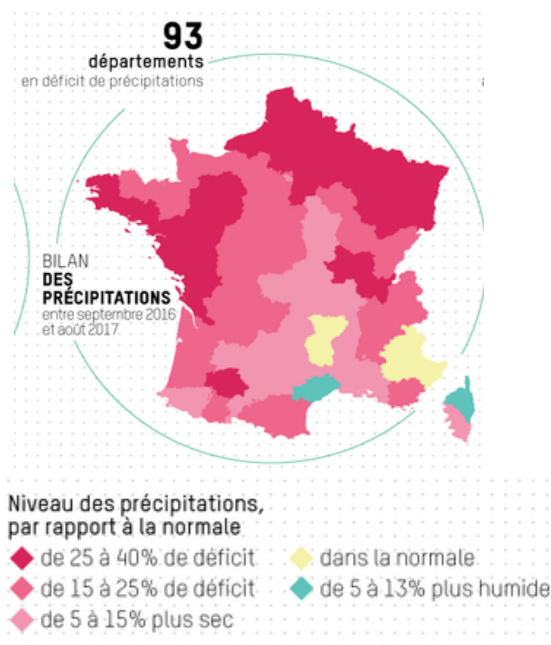 93
départements
en déficit de précipitations
BILAN
DES
PRÉCIPITATIONS
entre septembre 2016
et août 2017
Niveau des précipitations,
par rapport à la normale
de 25 à 40% de déficit
dans la normale
de 15 à 25% de déficit
de 5 à 13% plus humide
de 5 à 15% plus sec